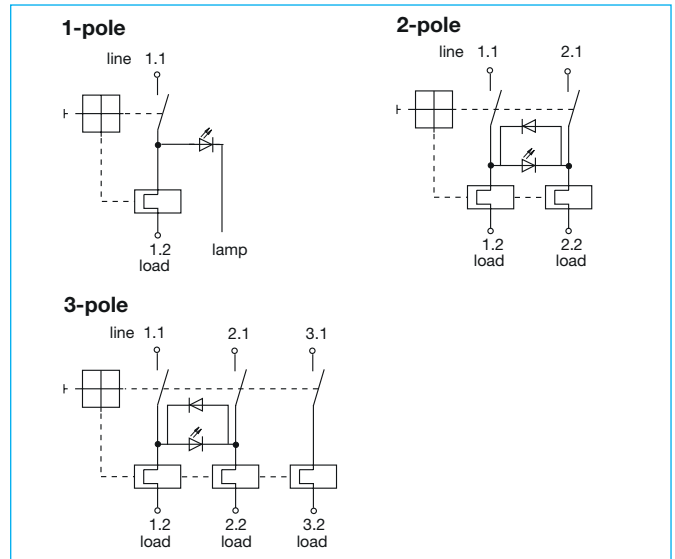 1-pole
line 1.1
1.2
load
lamp
2-pole
line 1.1 2.1
1.2 2.2
load load
3-pole
line 1.1 2.1 3.1
1.2 2.2 3.2
load load load